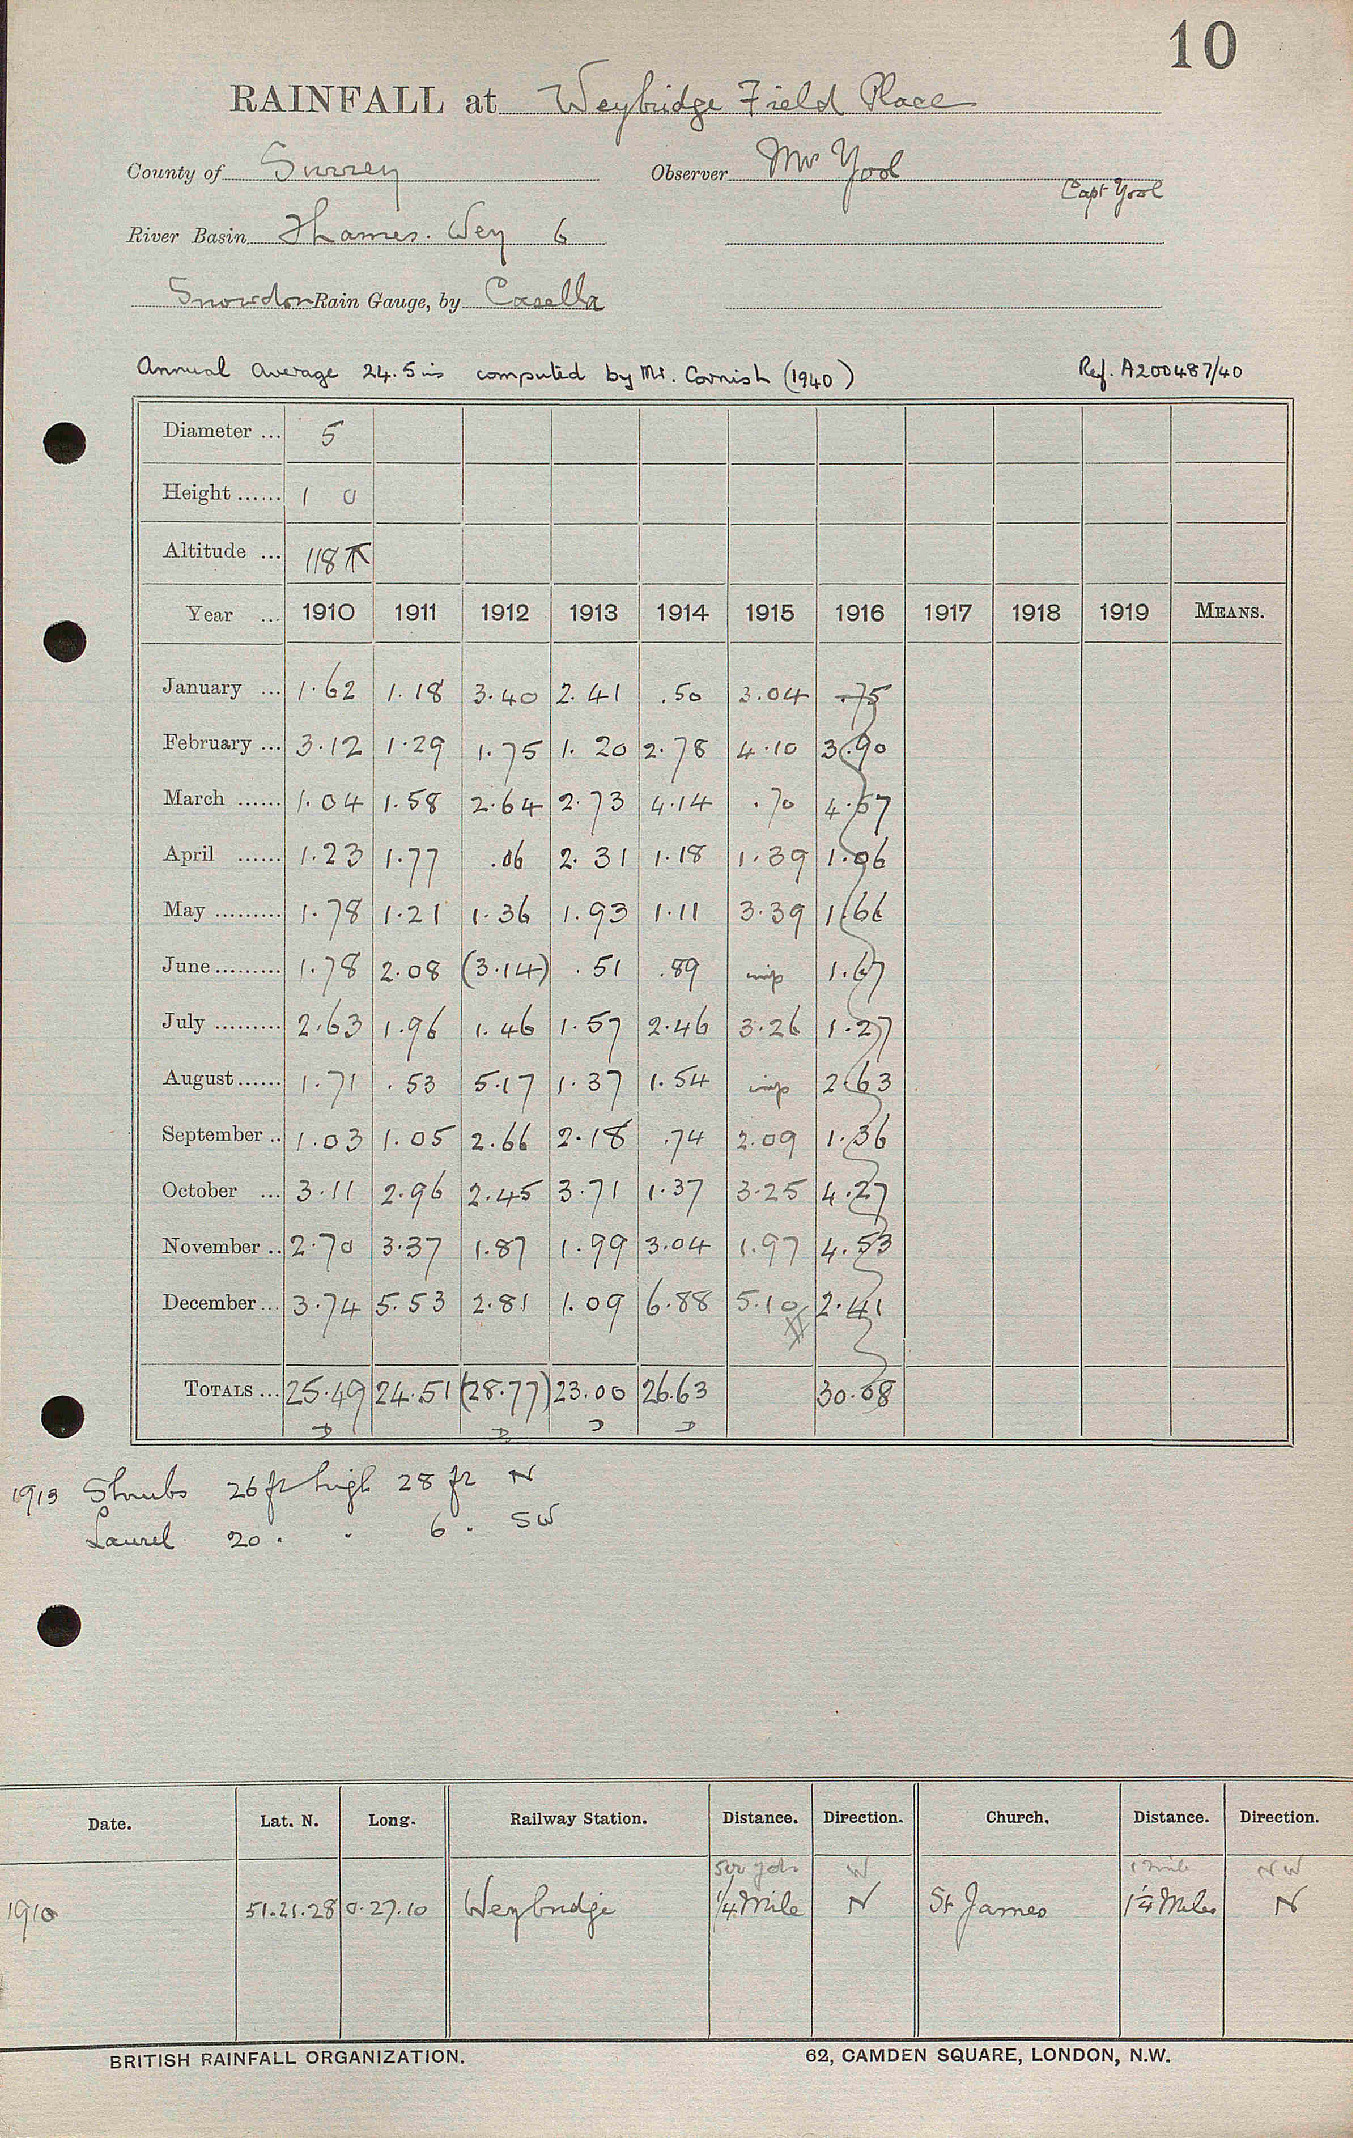 10
RAINFALL at Weybridge Field Place
County of Surrey Observer Mr Yool
Capt Yool
River Basin Thames. Wey 6
Snowdon Rain Gauge, by Casella
Annual average 24.5 ins computed by Mr. Cornish (1940) Ref. A200487/40
Diameter ... 5
Height ...... 1 0
Altitude ... 118
Year ... 1910 1911 1912 1913 1914 1915 1916 1917 1918 1919 MEANS.
January ... 1.62 1.18 3.40 2.41 .50 3.04 .75
February ... 3.12 1.29 1.75 1.20 2.78 4.10 3.90
March ...... 1.04 1.58 2.64 2.73 4.14 .70 4.57
April ...... 1.23 1.77 .06 2.31 1.18 1.39 1.06
May ......... 1.78 1.21 1.36 1.93 1.11 3.39 1.66
June ......... 1.78 2.08 (3.14) .51 .89 imp 1.67
July ......... 2.63 1.96 1.46 1.57 2.46 3.26 1.27
August ...... 1.71 .53 5.17 1.37 1.54 imp 2.63
September .. 1.03 1.05 2.66 2.18 .74 2.09 1.36
October ... 3.11 2.96 2.45 3.71 1.37 3.25 4.27
November .. 2.70 3.37 1.87 1.99 3.04 1.97 4.53
December ... 3.74 5.53 2.81 1.09 6.88 5.10 2.41
TOTALS ... 25.49 24.51 (28.77) 23.00 26.63 30.08
1913 Shrubs 26 ft high 28 ft N
Laurel 20 . . 6 . SW
Date. Lat. N. Long. Railway Station. Distance. Direction. Church. Distance. Direction.
500 yds W 1 mile NW
1910 51.21.28 0.27.10 Weybridge 1/4 Mile N St James 1 1/4 Miles N
BRITISH RAINFALL ORGANIZATION. 62, CAMDEN SQUARE, LONDON, N.W.